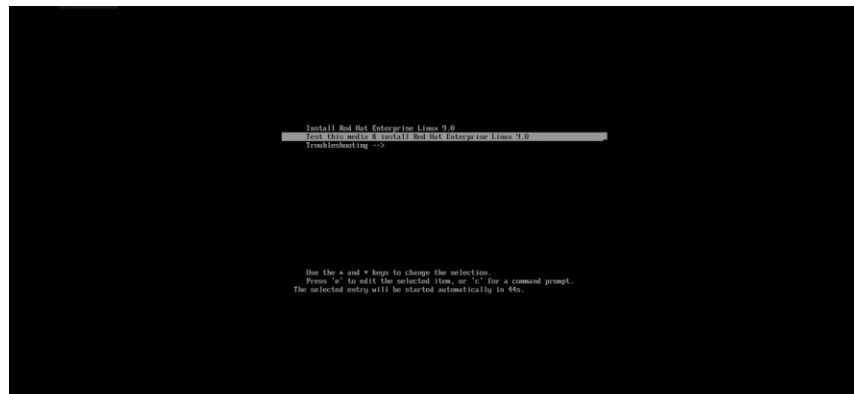 Install Red Hat Enterprise Linux 9.0
Test this media & install Red Hat Enterprise Linux 9.0
Troubleshooting -->
Use the ▲ and ▼ keys to change the selection.
Press 'e' to edit the selected item, or 'c' for a command prompt.
The selected entry will be started automatically in 44s.